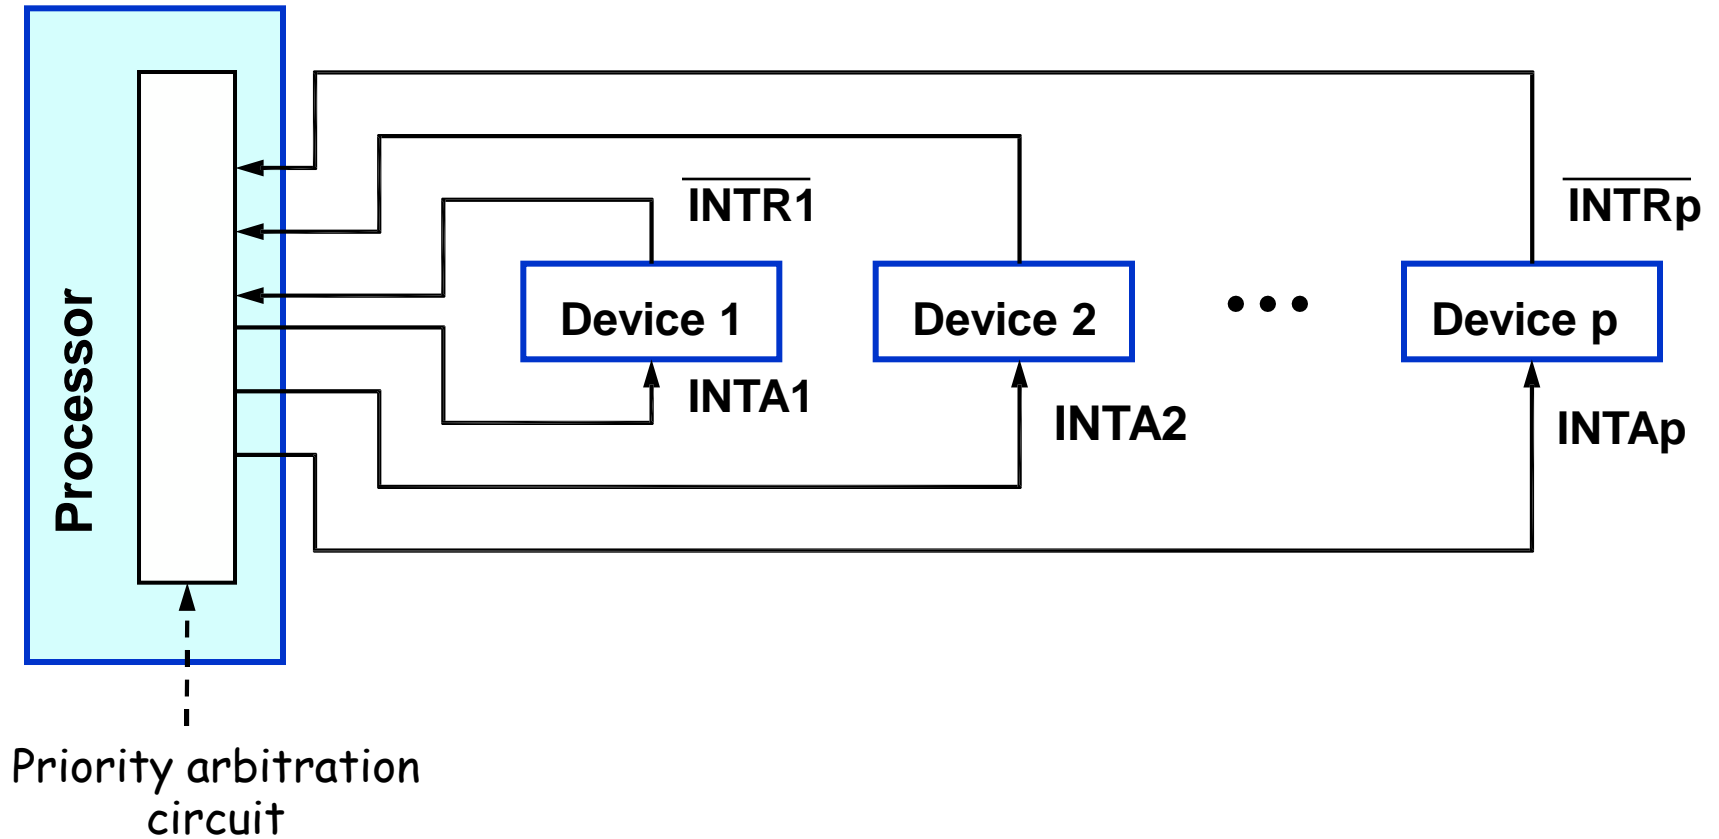 Processor
INTR1
INTRp
Device 1
Device 2
Device p
INTA1
INTA2
INTAp
Priority arbitration
circuit